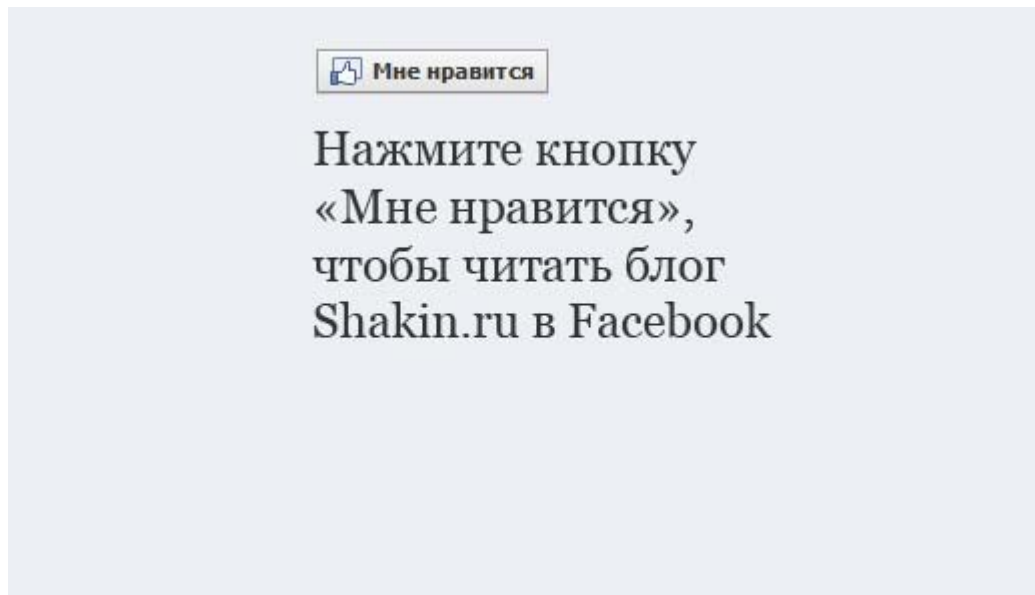 Мне нравится
Нажмите кнопку
«Мне нравится»,
чтобы читать блог
Shakin.ru в Facebook